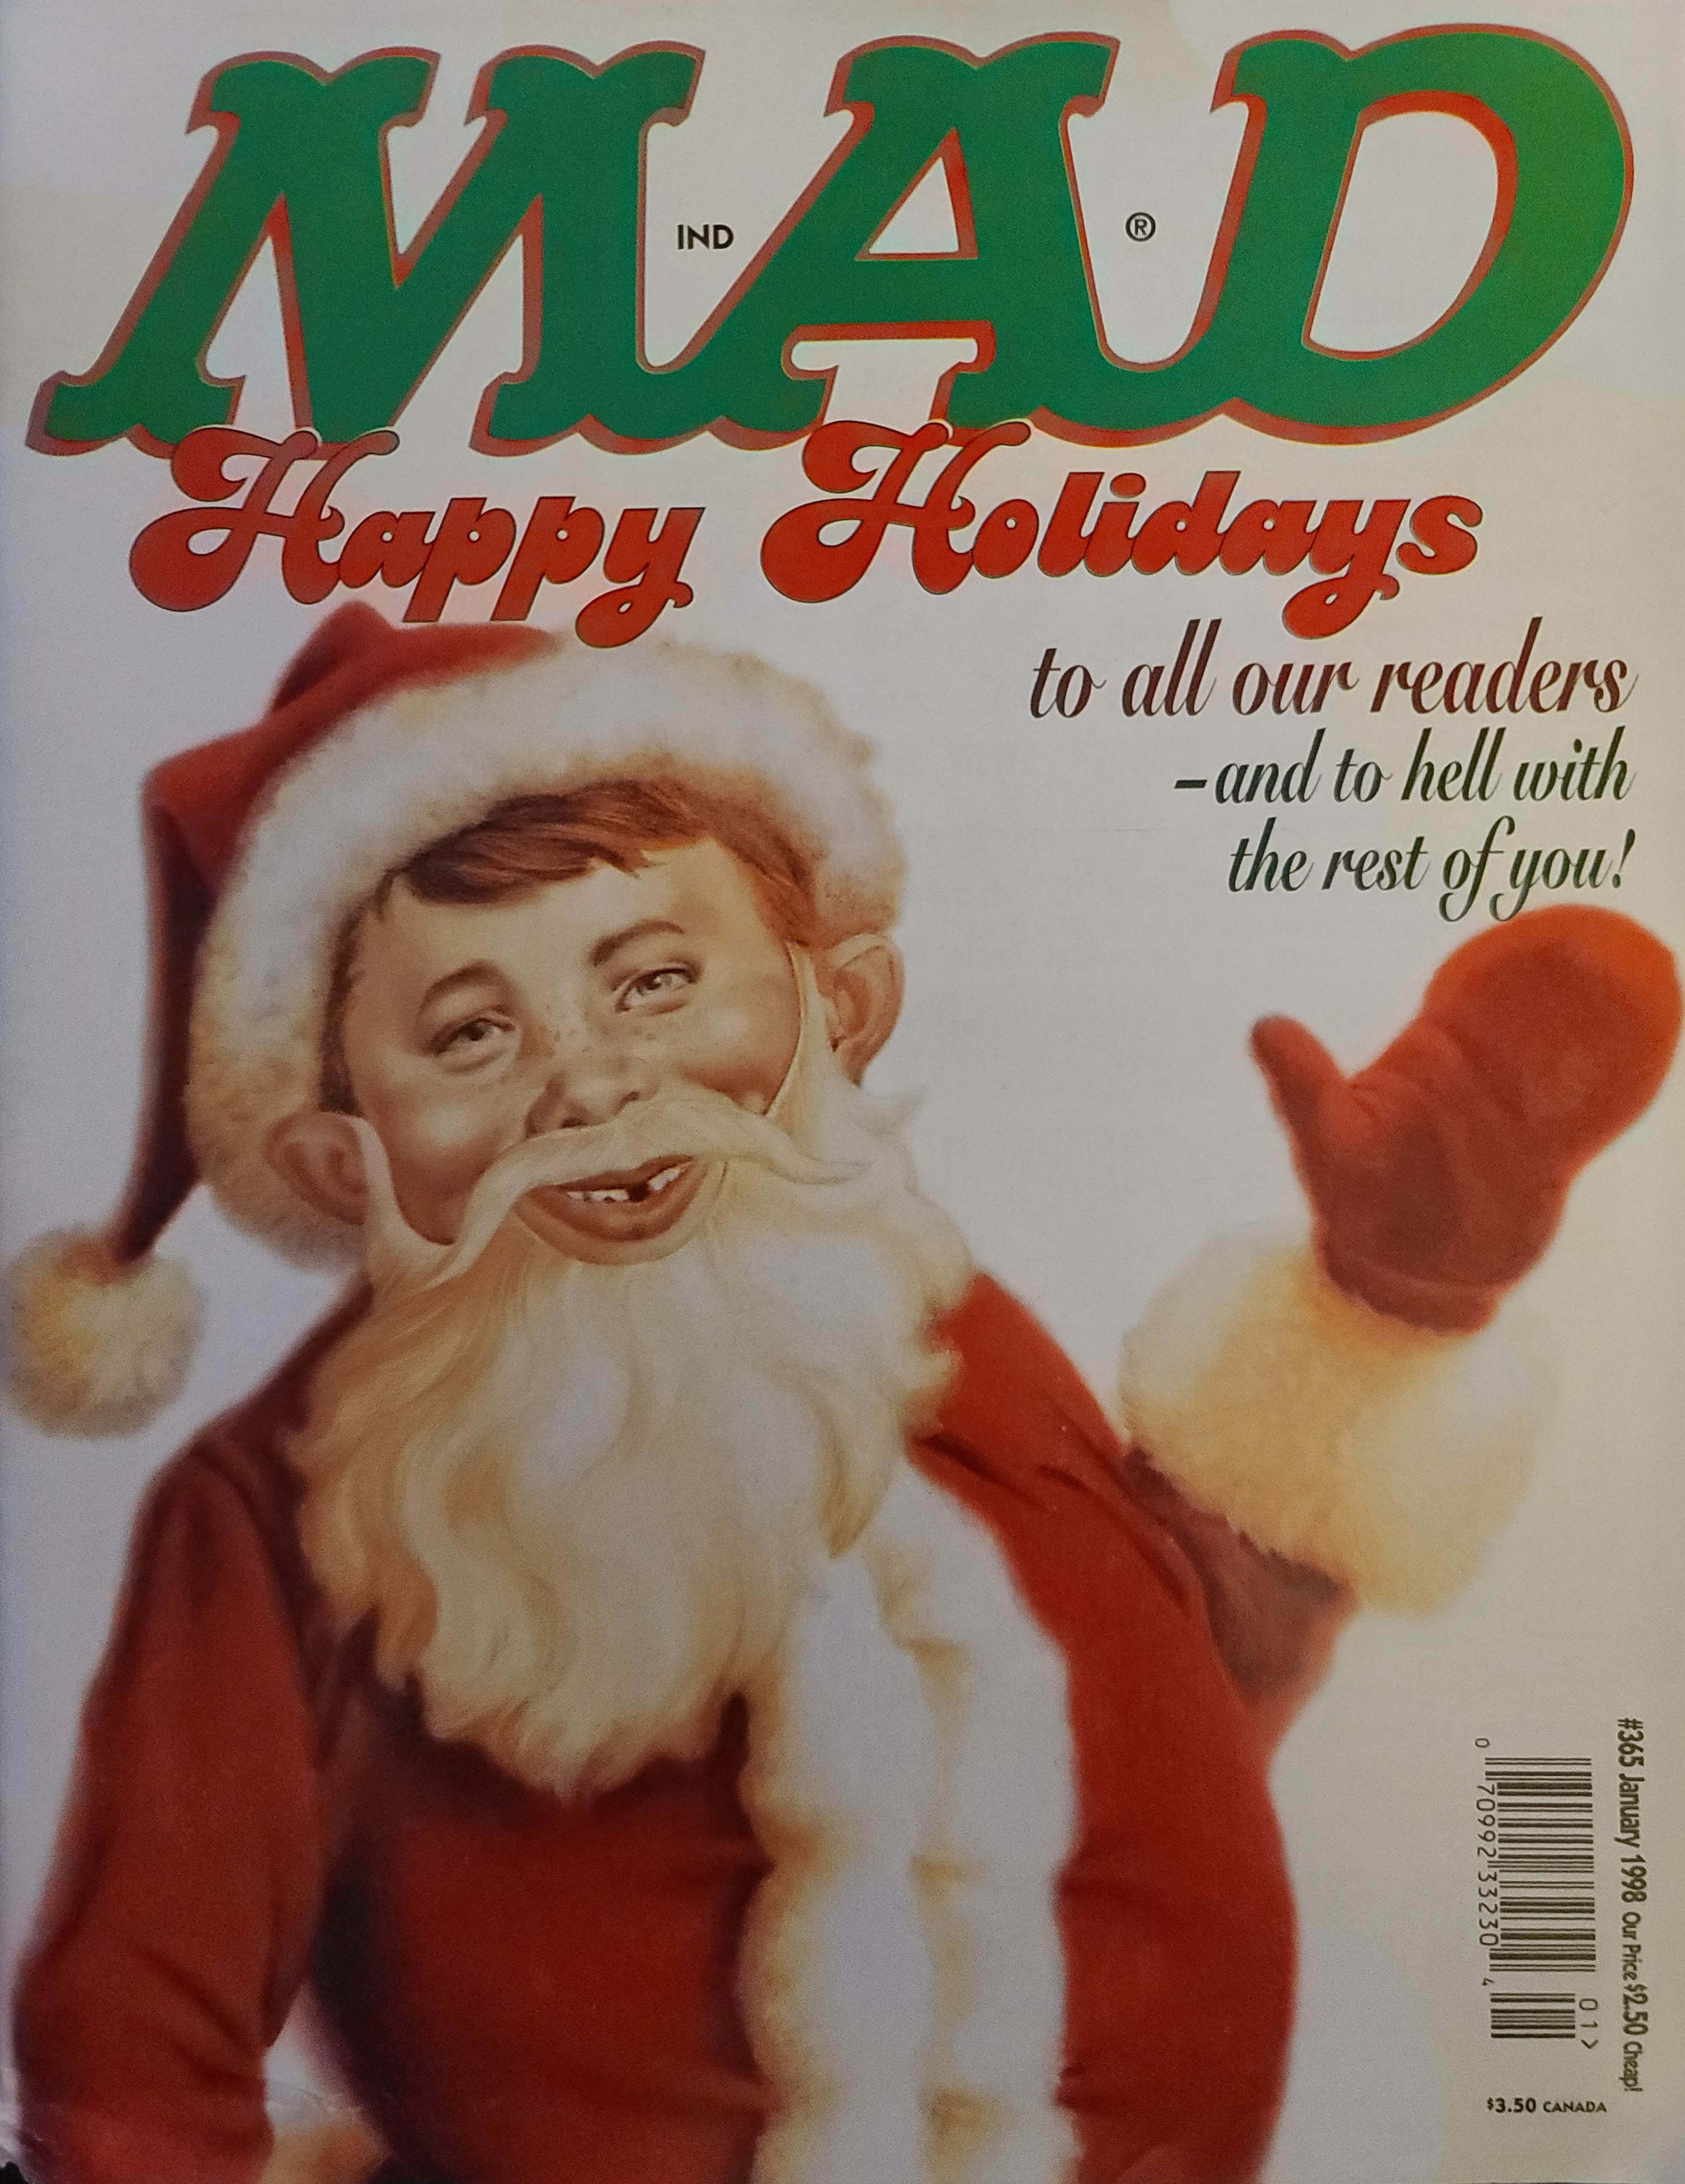 MAD
IND
®
Happy Holidays
to all our readers
–and to hell with
the rest of you!
#365 January 1998 Our Price $2.50 Cheap!
0 70992 33230 4
01>
$3.50 CANADA